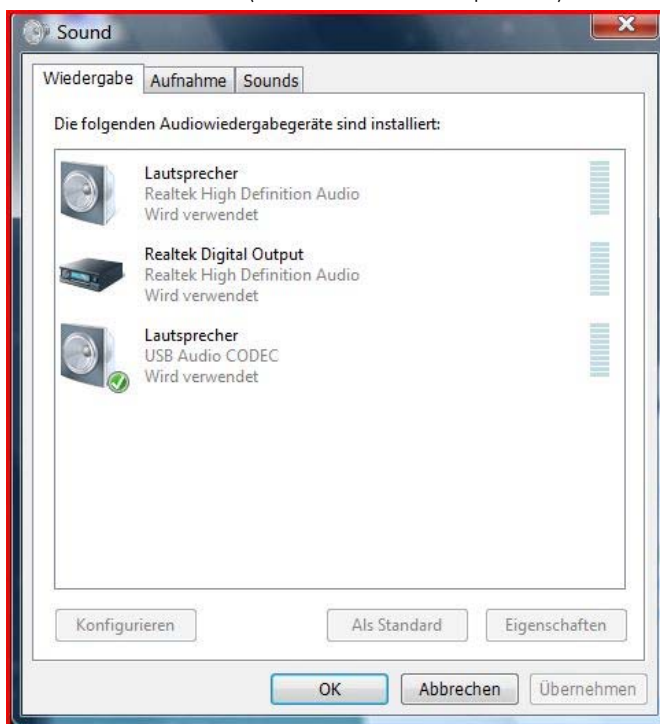 Sound
Wiedergabe Aufnahme Sounds
Die folgenden Audiowiedergabegeräte sind installiert:
Lautsprecher
Realtek High Definition Audio
Wird verwendet
Realtek Digital Output
Realtek High Definition Audio
Wird verwendet
Lautsprecher
USB Audio CODEC
Wird verwendet
Konfigurieren Als Standard Eigenschaften
OK Abbrechen Übernehmen